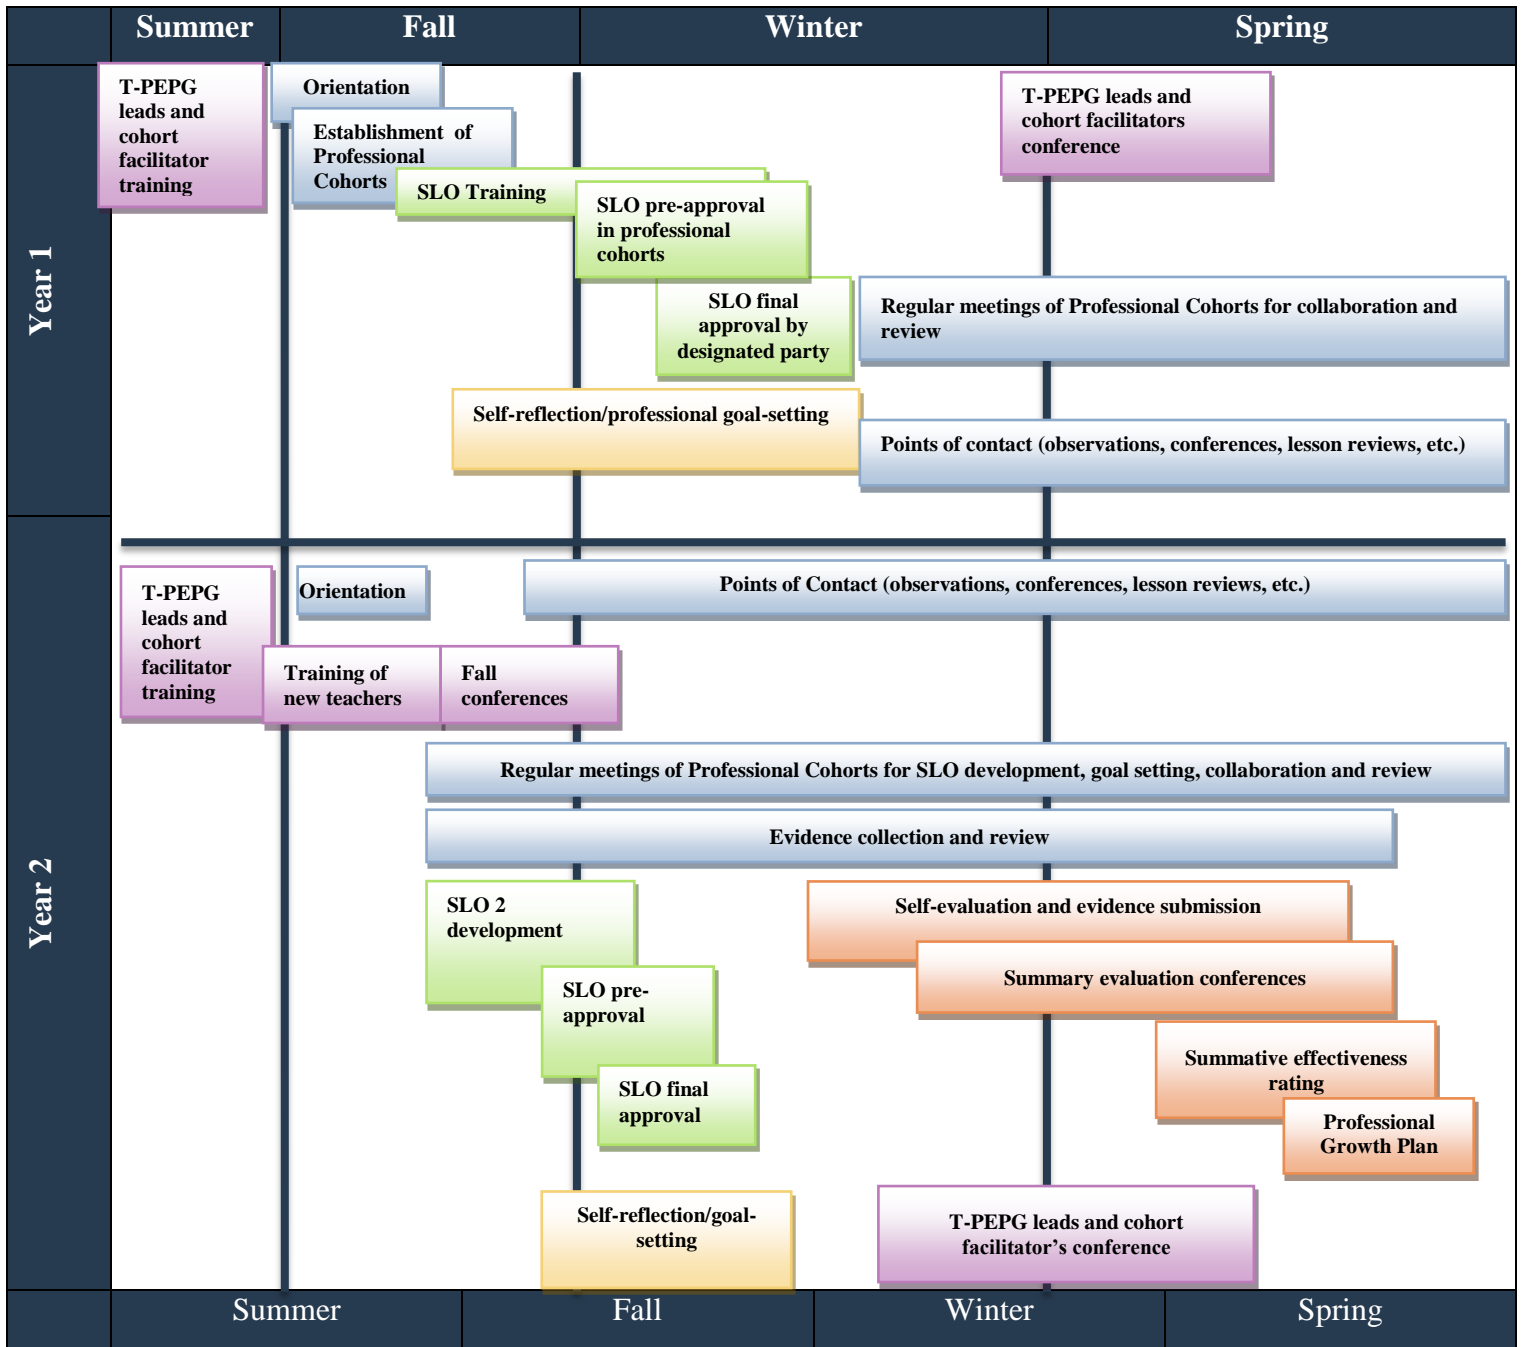 Summer
Fall
Winter
Spring
Year 1
T-PEPG
leads and
cohort
facilitator
training
Orientation
Establishment of
Professional
Cohorts
SLO Training
SLO pre-approval
in professional
cohorts
SLO final
approval by
designated party
T-PEPG leads and
cohort facilitators
conference
Regular meetings of Professional Cohorts for collaboration and
review
Self-reflection/professional goal-setting
Points of contact (observations, conferences, lesson reviews, etc.)
Year 2
T-PEPG
leads and
cohort
facilitator
training
Orientation
Points of Contact (observations, conferences, lesson reviews, etc.)
Training of
new teachers
Fall
conferences
Regular meetings of Professional Cohorts for SLO development, goal setting, collaboration and review
Evidence collection and review
SLO 2
development
SLO pre-
approval
SLO final
approval
Self-evaluation and evidence submission
Summary evaluation conferences
Summative effectiveness
rating
Professional
Growth Plan
Self-reflection/goal-
setting
T-PEPG leads and cohort
facilitator’s conference
Summer
Fall
Winter
Spring